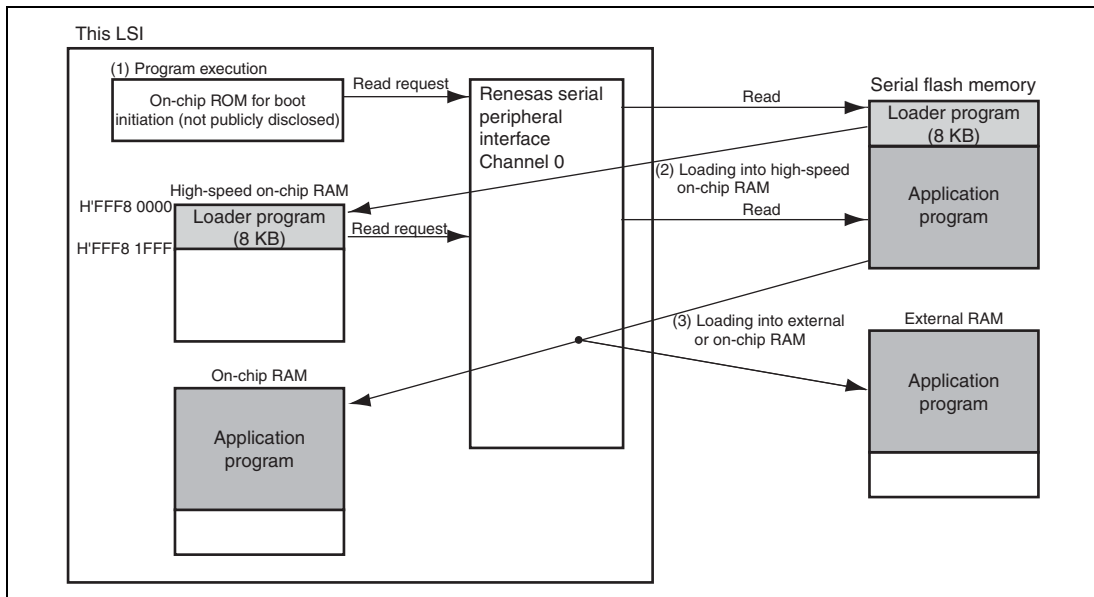 This LSI
(1) Program execution
On-chip ROM for boot
initiation (not publicly disclosed)
Read request
Renesas serial
peripheral
interface
Channel 0
Read
Serial flash memory
Loader program
(8 KB)
Application
program
(2) Loading into high-speed
on-chip RAM
Read
High-speed on-chip RAM
H'FFF8 0000
Loader program
(8 KB)
H'FFF8 1FFF
Read request
(3) Loading into external
or on-chip RAM
On-chip RAM
Application
program
External RAM
Application
program